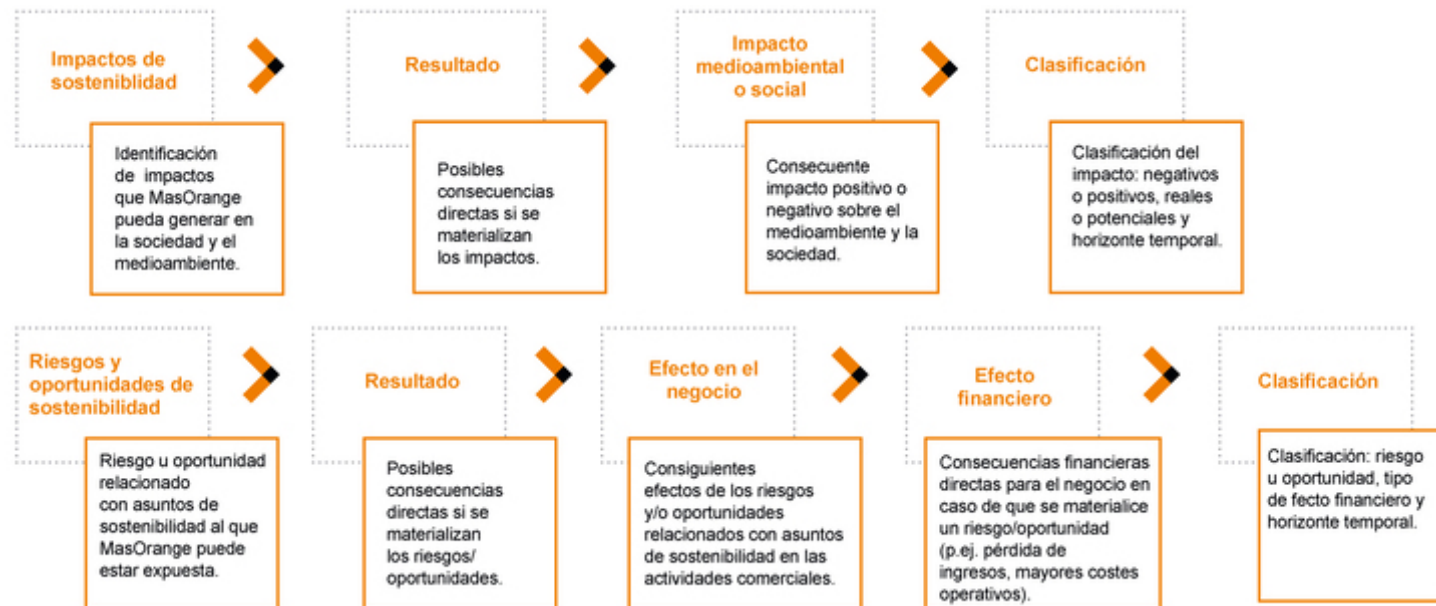 Impactos de
sosteniblidad
Resultado
Impacto
medioambiental
o social
Clasificación
Identificación
de impactos
que MasOrange
pueda generar en
la sociedad y el
medioambiente.
Posibles
consecuencias
directas si se
materializan
los impactos.
Consecuente
impacto positivo o
negativo sobre el
medioambiente y la
sociedad.
Clasificación del
impacto: negativos
o positivos, reales
o potenciales y
horizonte temporal.
Riesgos y
oportunidades de
sostenibilidad
Resultado
Efecto en el
negocio
Efecto
financiero
Clasificación
Riesgo u oportunidad
relacionado
con asuntos de
sostenibilidad al que
MasOrange puede
estar expuesta.
Posibles
consecuencias
directas si se
materializan
los riesgos/
oportunidades.
Consiguientes
efectos de los riesgos
y/o oportunidades
relacionados con asuntos
de sostenibilidad en las
actividades comerciales.
Consecuencias financieras
directas para el negocio en
caso de que se materialice
un riesgo/oportunidad
(p.ej. pérdida de
ingresos, mayores costes
operativos).
Clasificación: riesgo
u oportunidad, tipo
de fecto financiero y
horizonte temporal.